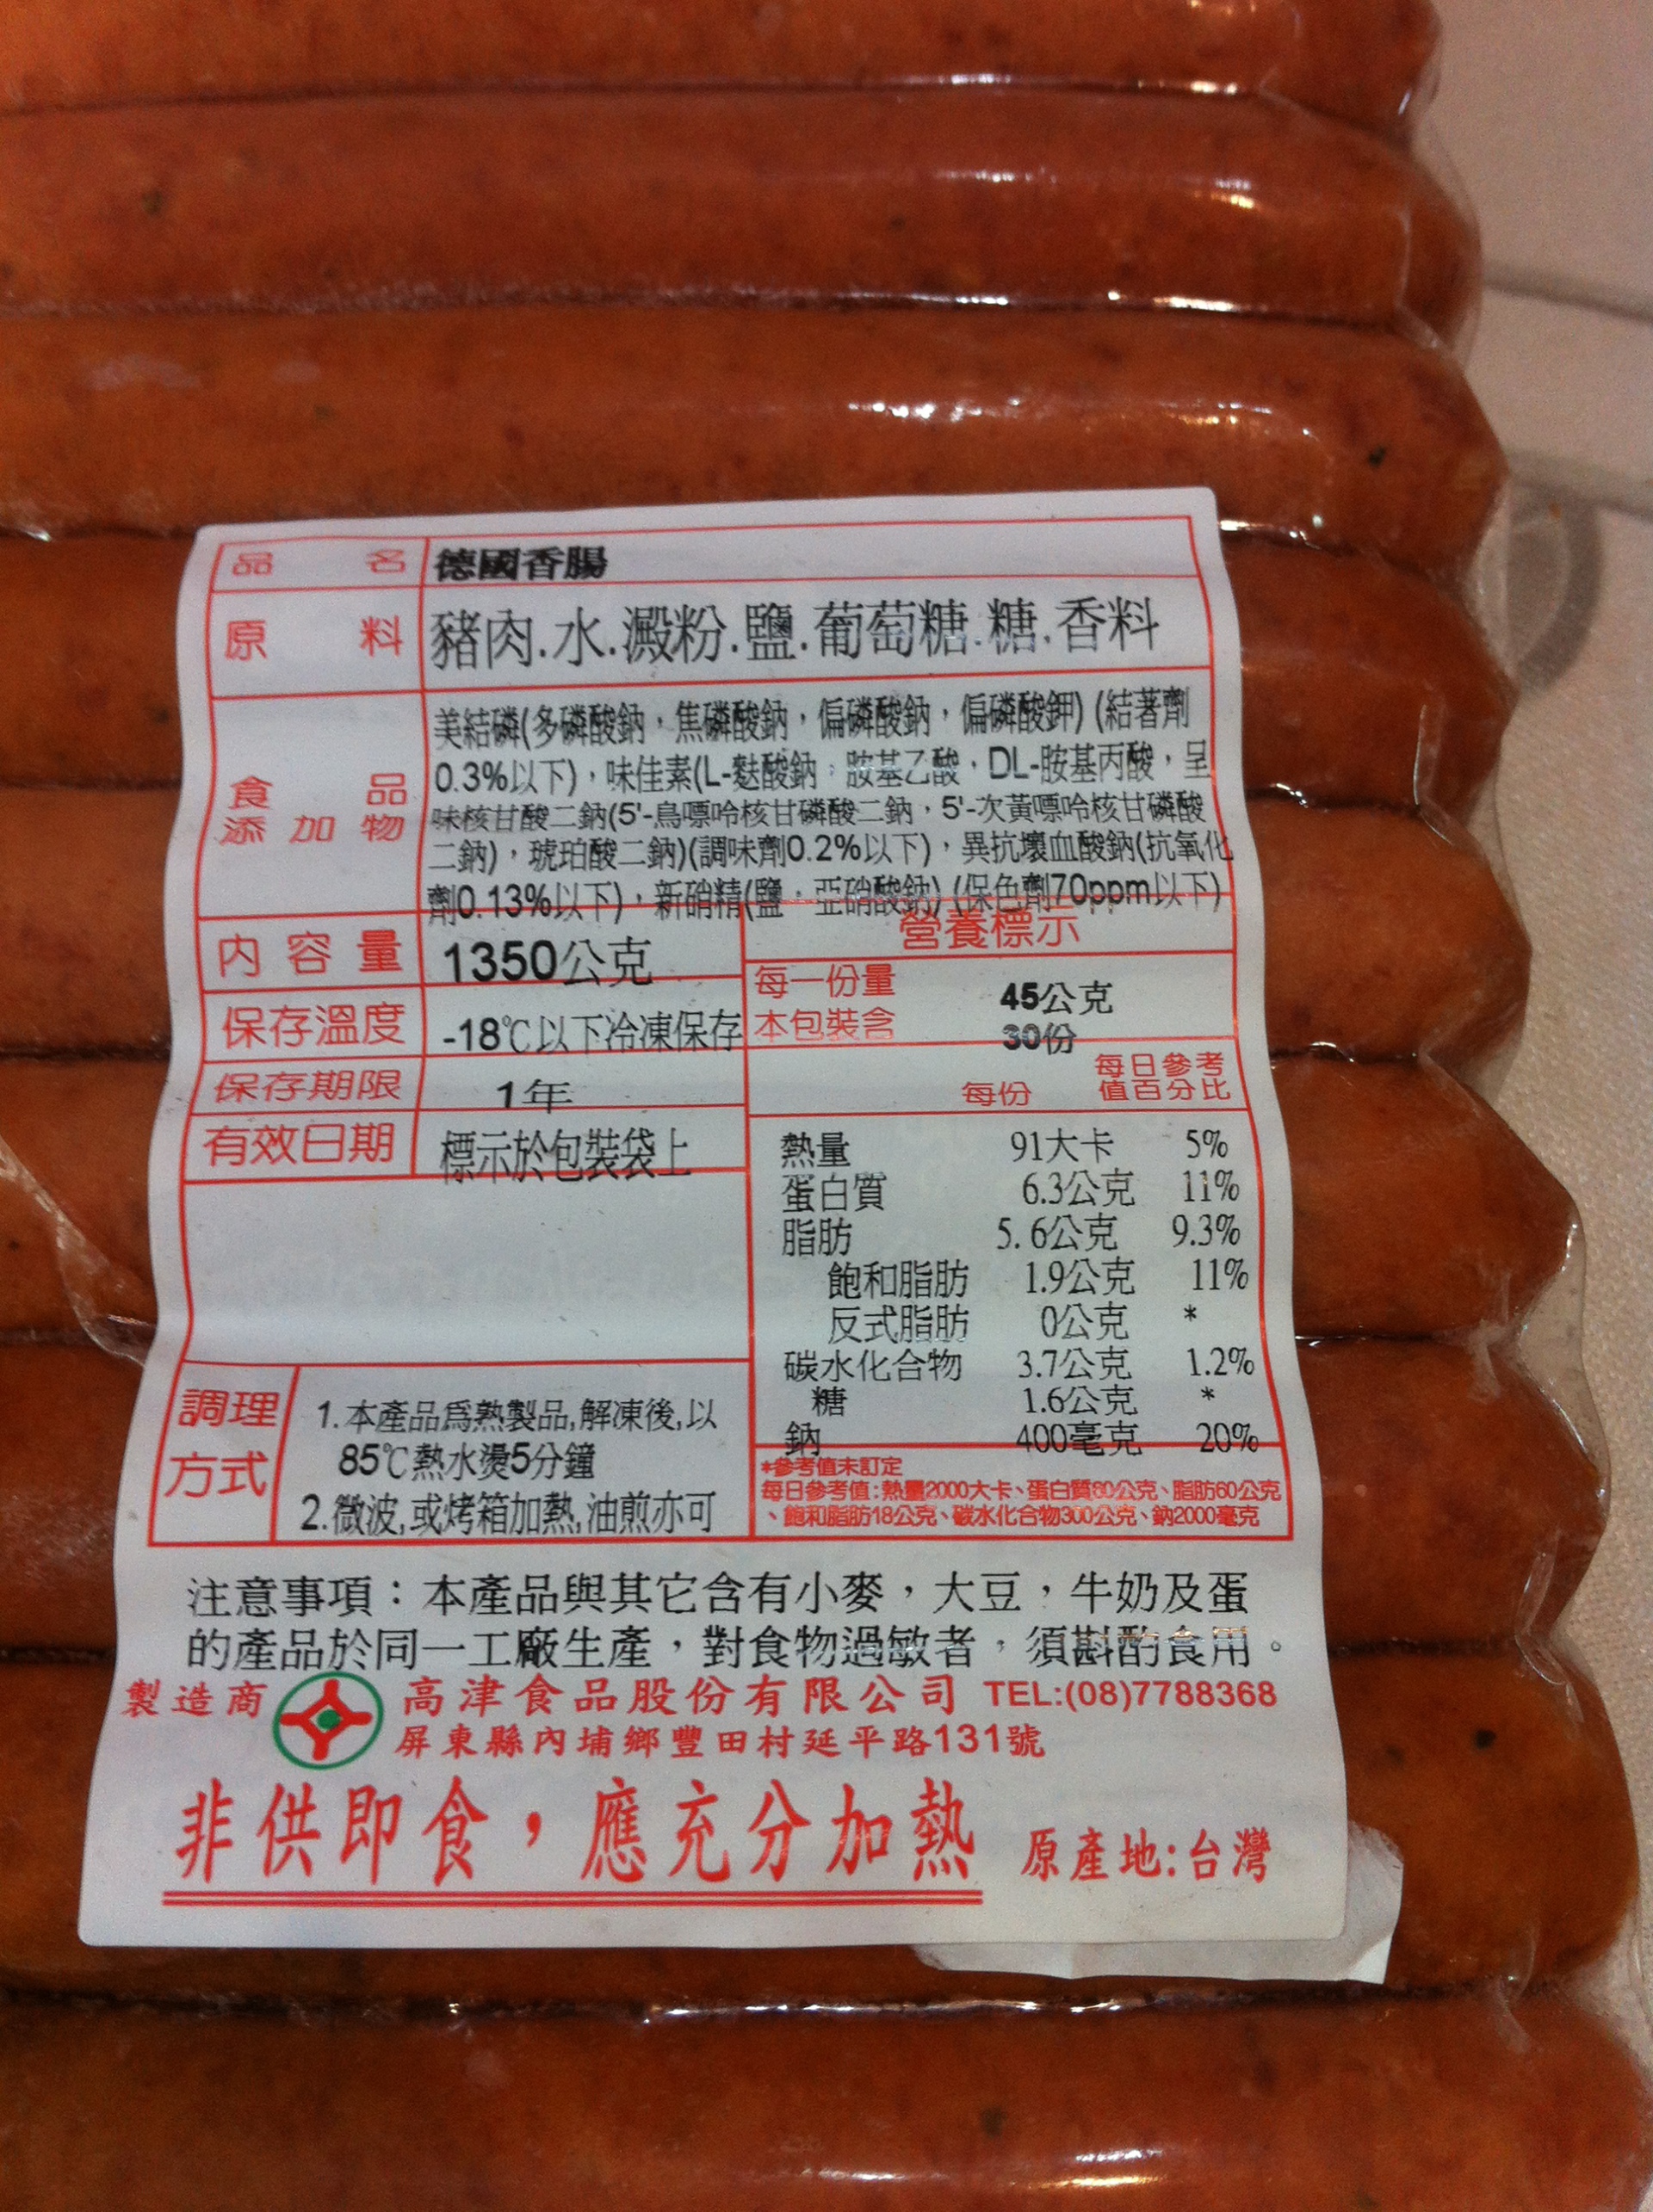 品名 德國香腸
原料 豬肉.水.澱粉.鹽.葡萄糖.糖.香料
食品添加物
美結磷(多磷酸鈉，焦磷酸鈉，偏磷酸鈉，偏磷酸鉀)(結著劑
0.3%以下)，味佳素(L-麩酸鈉，胺基乙酸，DL-胺基丙酸，呈
味核甘酸二鈉(5'-鳥嘌呤核甘磷酸二鈉，5'-次黃嘌呤核甘磷酸
二鈉)，琥珀酸二鈉)(調味劑0.2%以下)，異抗壞血酸鈉(抗氧化
劑0.13%以下)，新硝精(鹽，亞硝酸鈉)(保色劑70ppm以下)
內容量 1350公克
保存溫度 -18℃以下冷凍保存
保存期限 1年
有效日期 標示於包裝袋上
營養標示
每一份量 45公克
本包裝含 30份
每份 每日參考值百分比
熱量 91大卡 5%
蛋白質 6.3公克 11%
脂肪 5.6公克 9.3%
飽和脂肪 1.9公克 11%
反式脂肪 0公克 *
碳水化合物 3.7公克 1.2%
糖 1.6公克 *
鈉 400毫克 20%
*參考值未訂定
每日參考值:熱量2000大卡、蛋白質60公克、脂肪60公克
、飽和脂肪18公克、碳水化合物300公克、鈉2000毫克
調理方式
1.本產品為熟製品,解凍後,以
85℃熱水燙5分鐘
2.微波,或烤箱加熱,油煎亦可
注意事項：本產品與其它含有小麥，大豆，牛奶及蛋
的產品於同一工廠生產，對食物過敏者，須斟酌食用。
製造商 高津食品股份有限公司 TEL:(08)7788368
屏東縣內埔鄉豐田村延平路131號
非供即食，應充分加熱 原產地:台灣